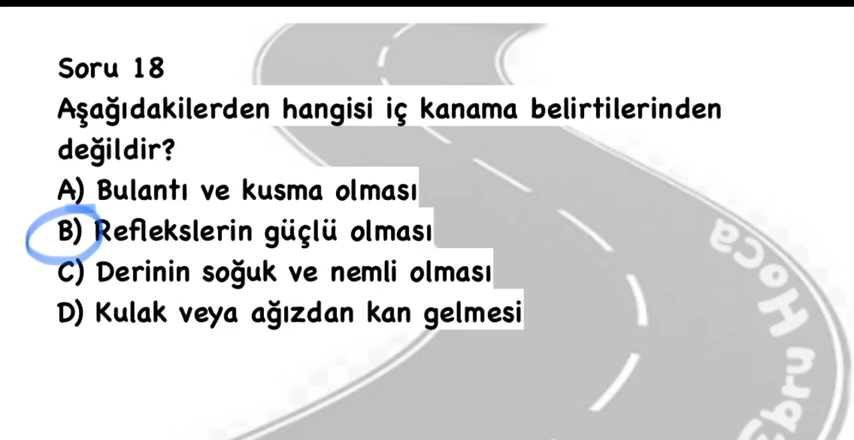 Soru 18
Aşağıdakilerden hangisi iç kanama belirtilerinden
değildir?
A) Bulantı ve kusma olması
B) Reflekslerin güçlü olması
C) Derinin soğuk ve nemli olması
D) Kulak veya ağızdan kan gelmesi
Ebru Hoca